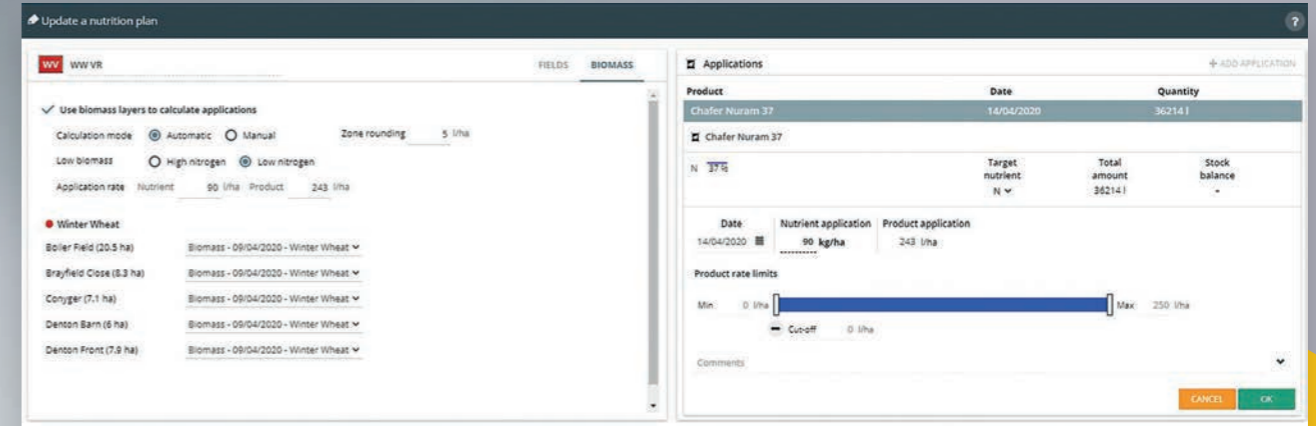 Update a nutrition plan
?
WV WW VR FIELDS BIOMASS
Use biomass layers to calculate applications
Calculation mode Automatic Manual Zone rounding 5 l/ha
Low biomass High nitrogen Low nitrogen
Application rate Nutrient 90 l/ha Product 243 l/ha
Winter Wheat
Boiler Field (20.5 ha) Biomass - 09/04/2020 - Winter Wheat
Brayfield Close (8.3 ha) Biomass - 09/04/2020 - Winter Wheat
Conyger (7.1 ha) Biomass - 09/04/2020 - Winter Wheat
Denton Barn (6 ha) Biomass - 09/04/2020 - Winter Wheat
Denton Front (7.9 ha) Biomass - 09/04/2020 - Winter Wheat
Applications + ADD APPLICATION
Product Date Quantity
Chafer Nuram 37 14/04/2020 36214 l
Chafer Nuram 37
N 37% Target nutrient Total amount Stock balance
N 36214 l -
Date Nutrient application Product application
14/04/2020 90 kg/ha 243 l/ha
Product rate limits
Min 0 l/ha Max 250 l/ha
Cut-off 0 l/ha
Comments
CANCEL OK